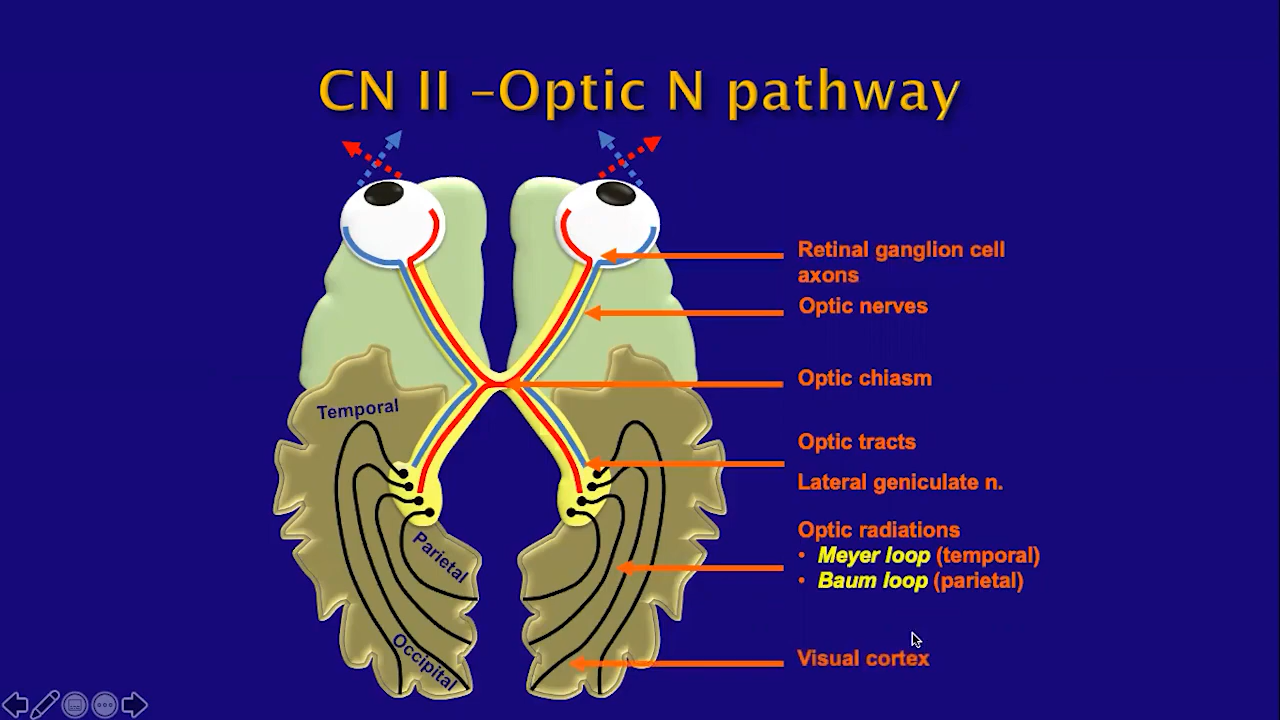 CN II –Optic N pathway
Retinal ganglion cell
axons
Optic nerves
Optic chiasm
Temporal
Optic tracts
Lateral geniculate n.
Optic radiations
• Meyer loop (temporal)
• Baum loop (parietal)
Parietal
Occipital
Visual cortex